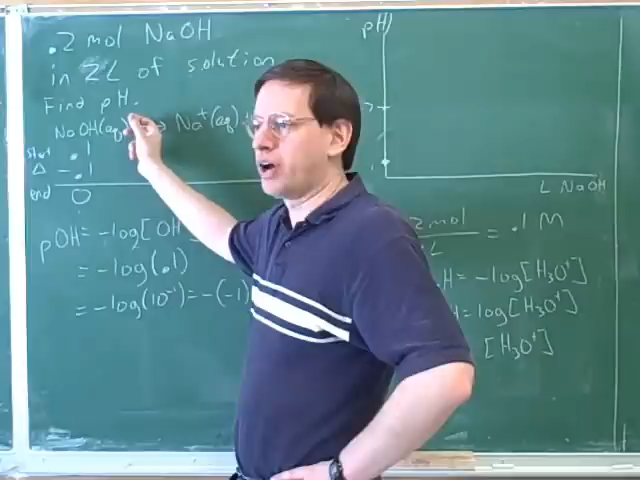 .2 mol NaOH
in 2L of solution
Find pH.
NaOH(aq) → Na⁺(aq) +
start .1
Δ -.1
end 0
pOH = -log[OH
= -log(.1)
= -log(10⁻¹) = -(-1)
pH
7
L NaOH
2 mol
L = .1 M
H = -log[H₃O⁺]
H = log[H₃O⁺]
[H₃O⁺]